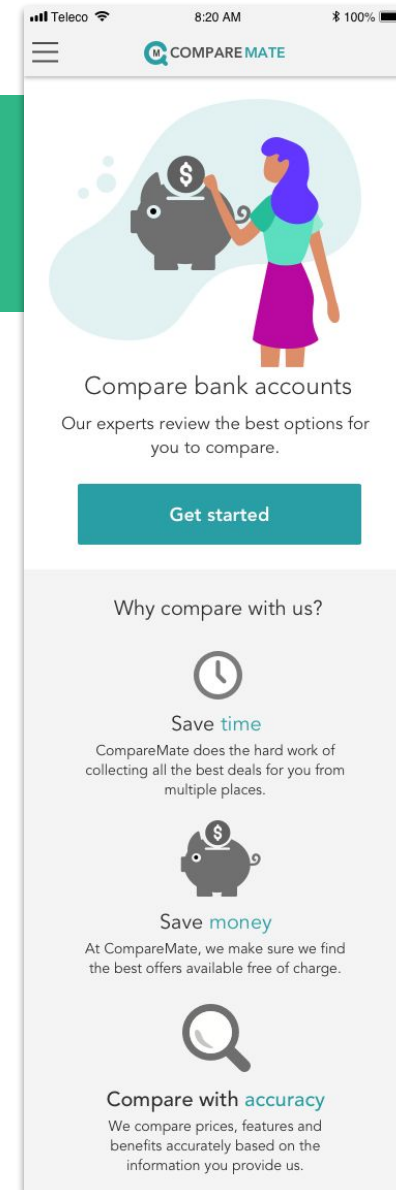 Teleco 8:20 AM 100%
M COMPARE MATE
$
Compare bank accounts
Our experts review the best options for
you to compare.
Get started
Why compare with us?
Save time
CompareMate does the hard work of
collecting all the best deals for you from
multiple places.
$
Save money
At CompareMate, we make sure we find
the best offers available free of charge.
Compare with accuracy
We compare prices, features and
benefits accurately based on the
information you provide us.